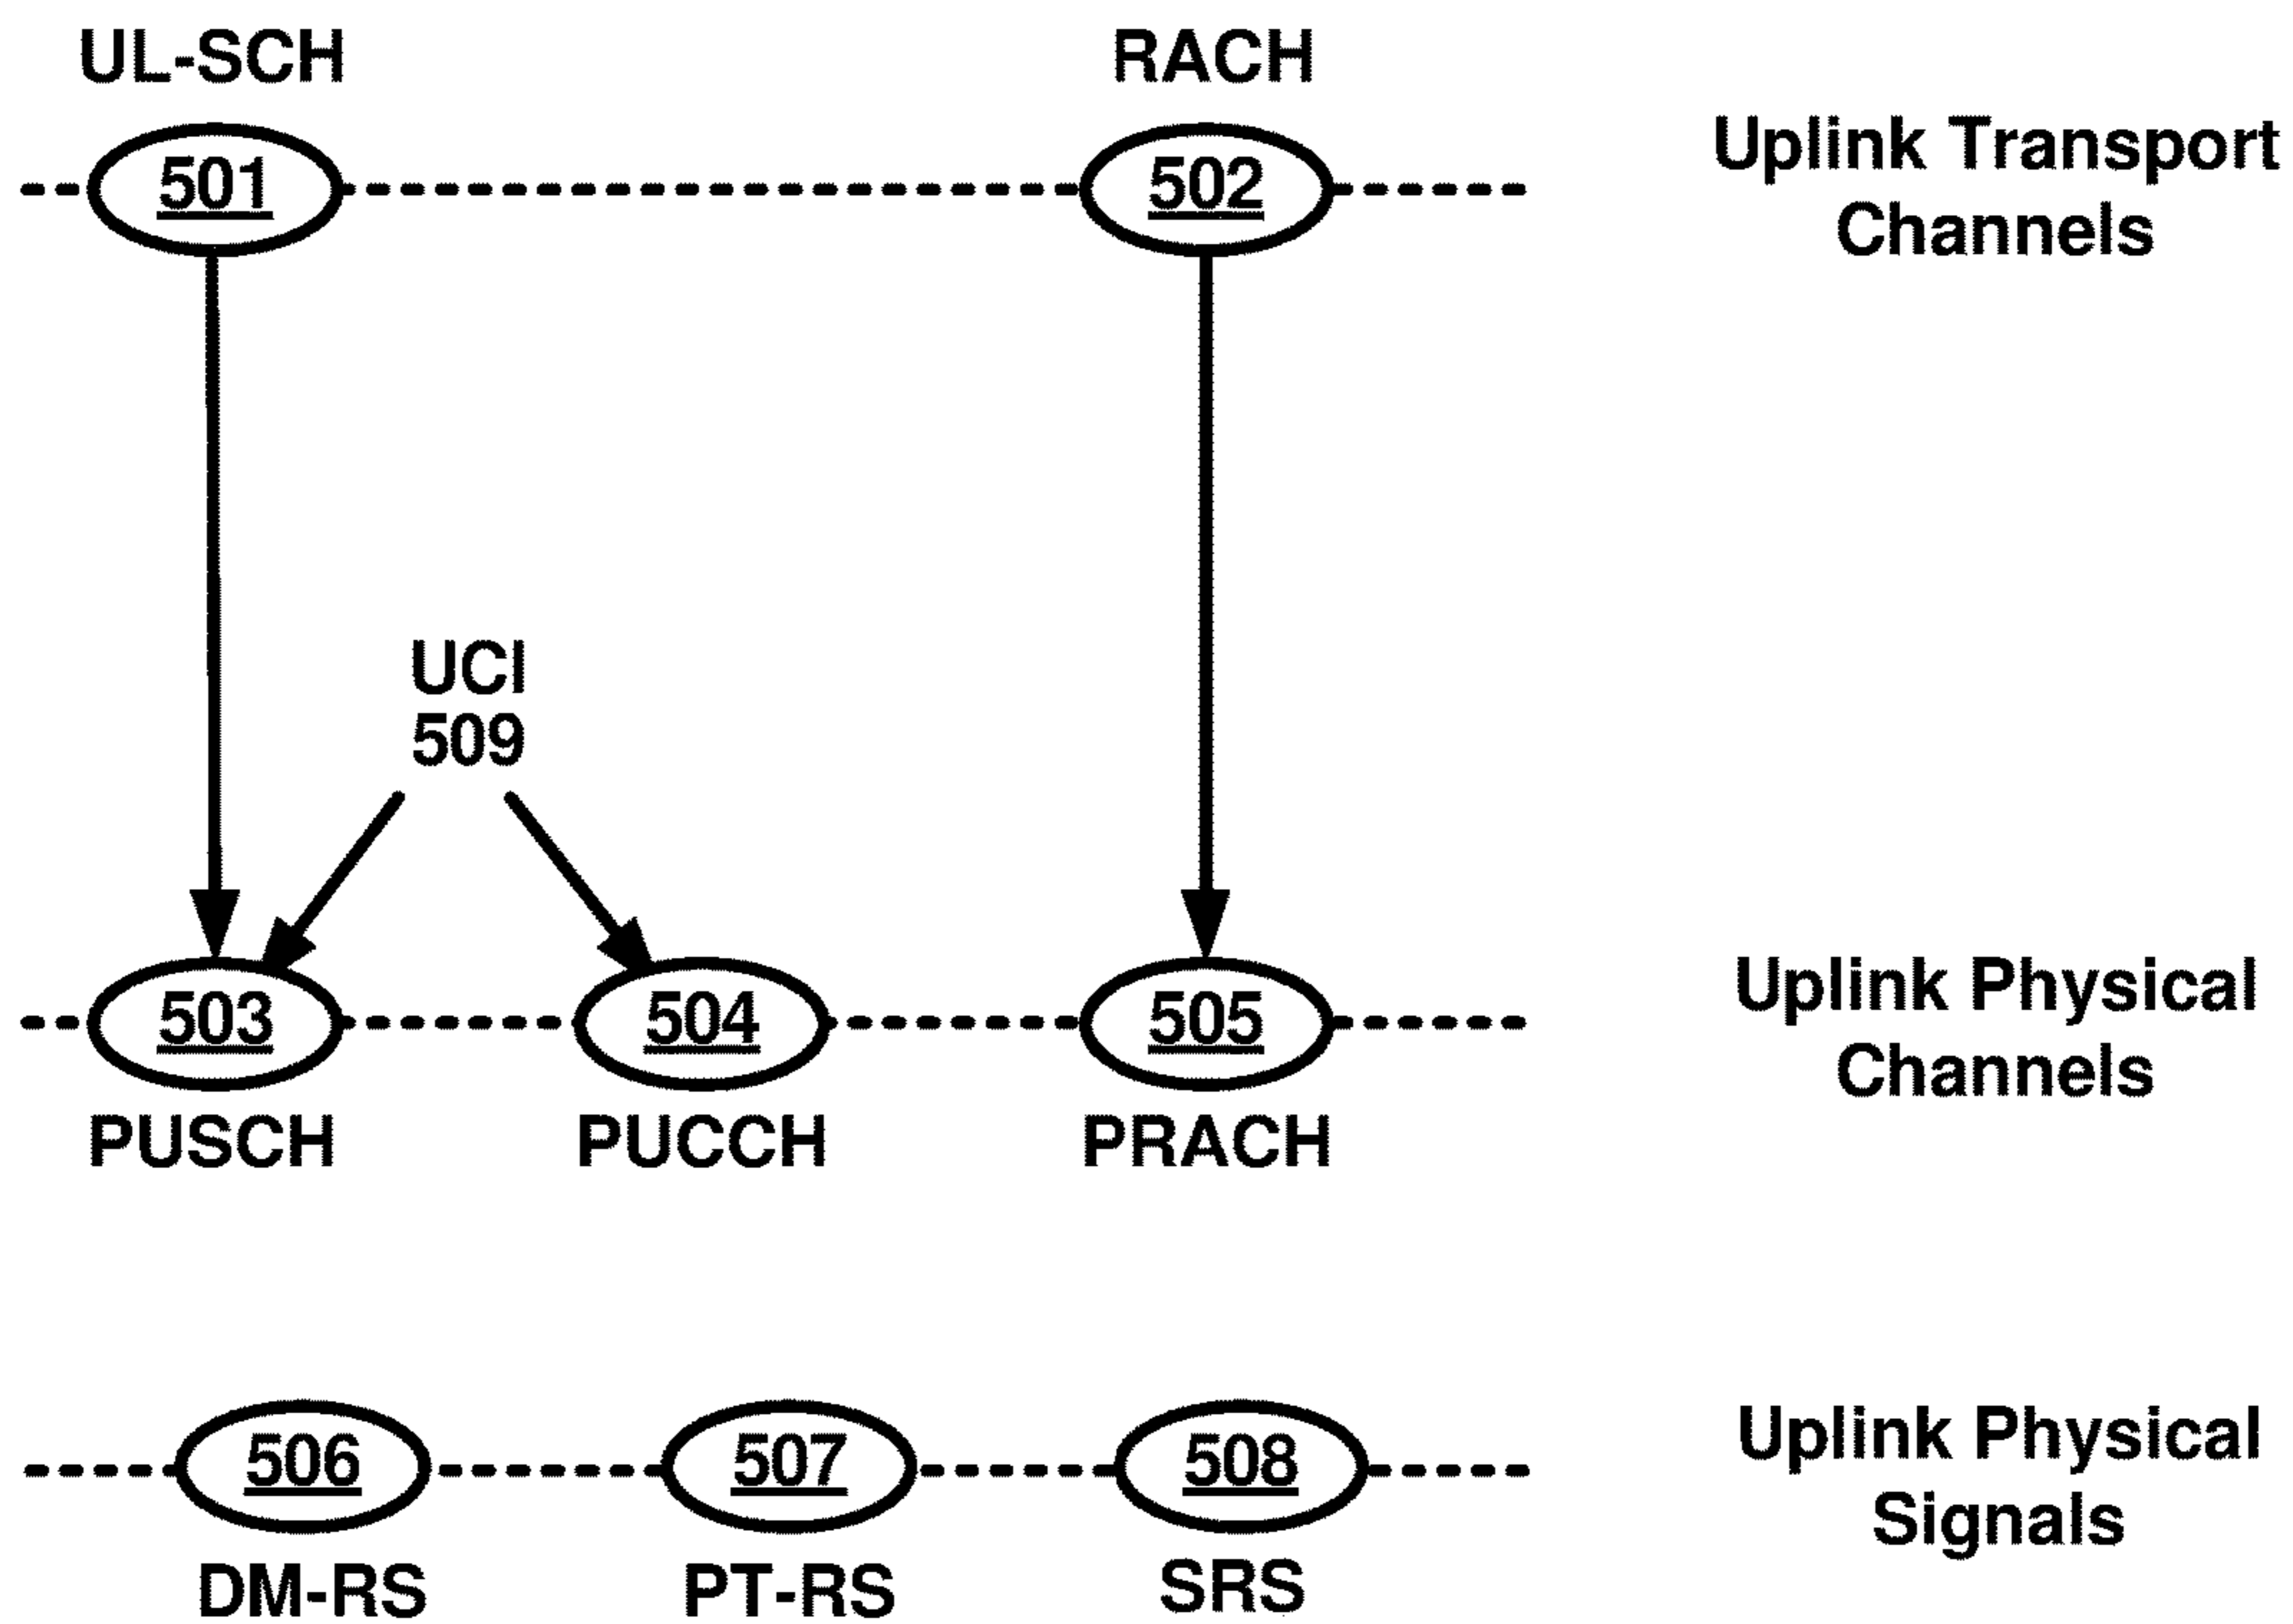 UL-SCH
RACH
501
502
Uplink Transport
Channels
UCI
509
503
504
505
Uplink Physical
Channels
PUSCH
PUCCH
PRACH
506
507
508
Uplink Physical
Signals
DM-RS
PT-RS
SRS